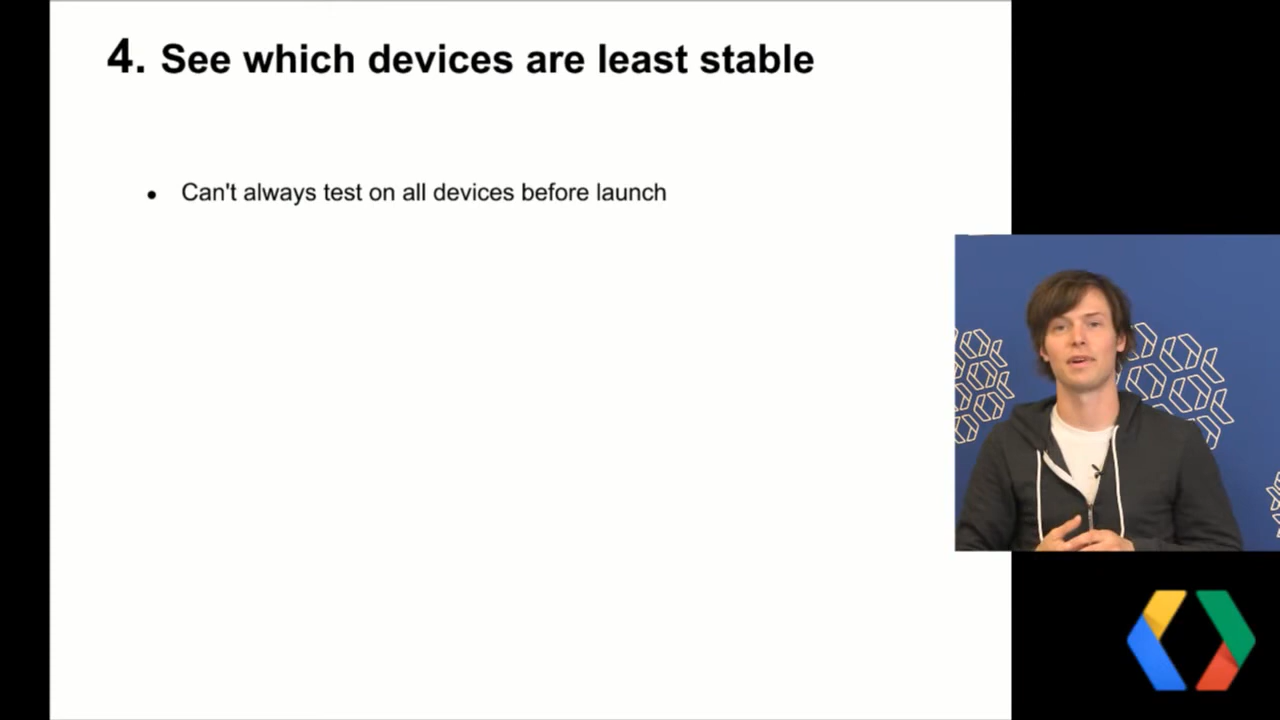 4. See which devices are least stable
• Can't always test on all devices before launch